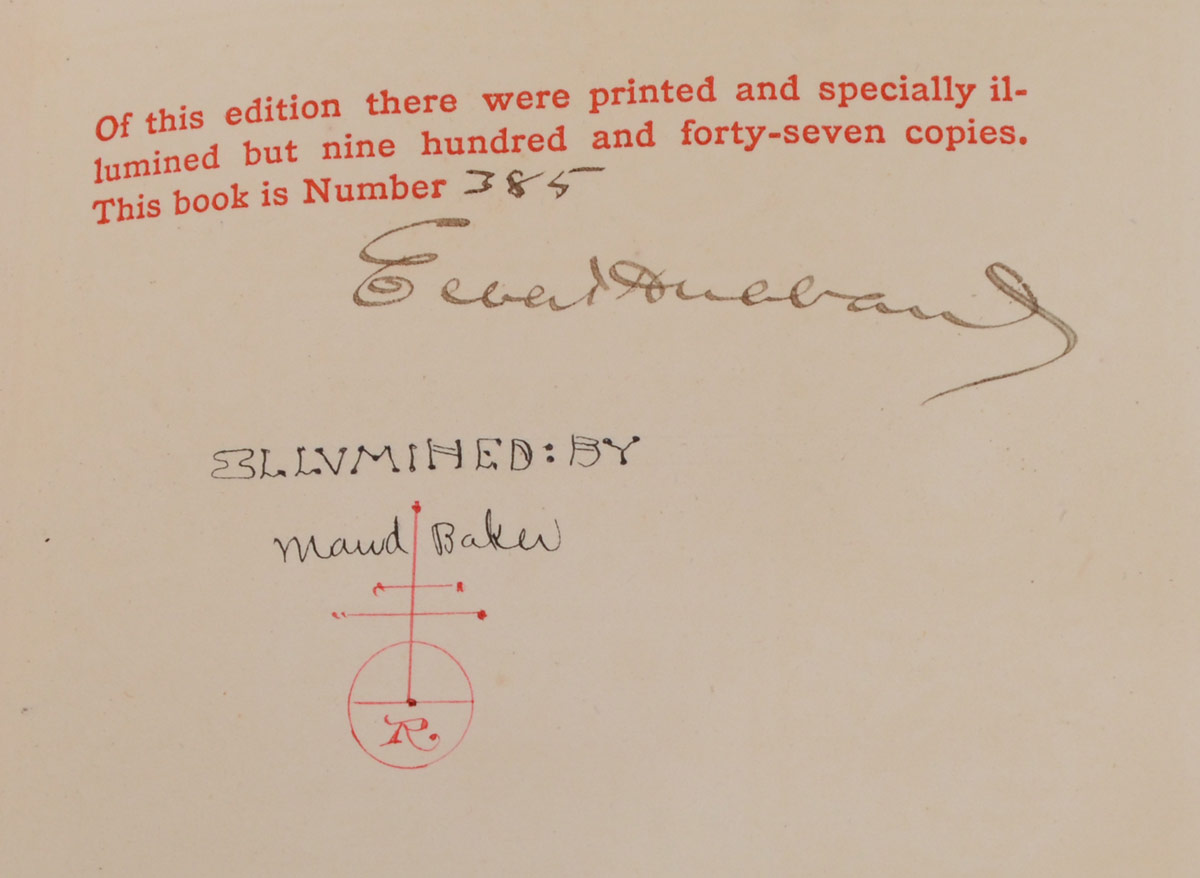 Of this edition there were printed and specially il-
lumined but nine hundred and forty-seven copies.
This book is Number 385
Elbert Hubbard
ILLVMINED: BY
Maud Baker
R.